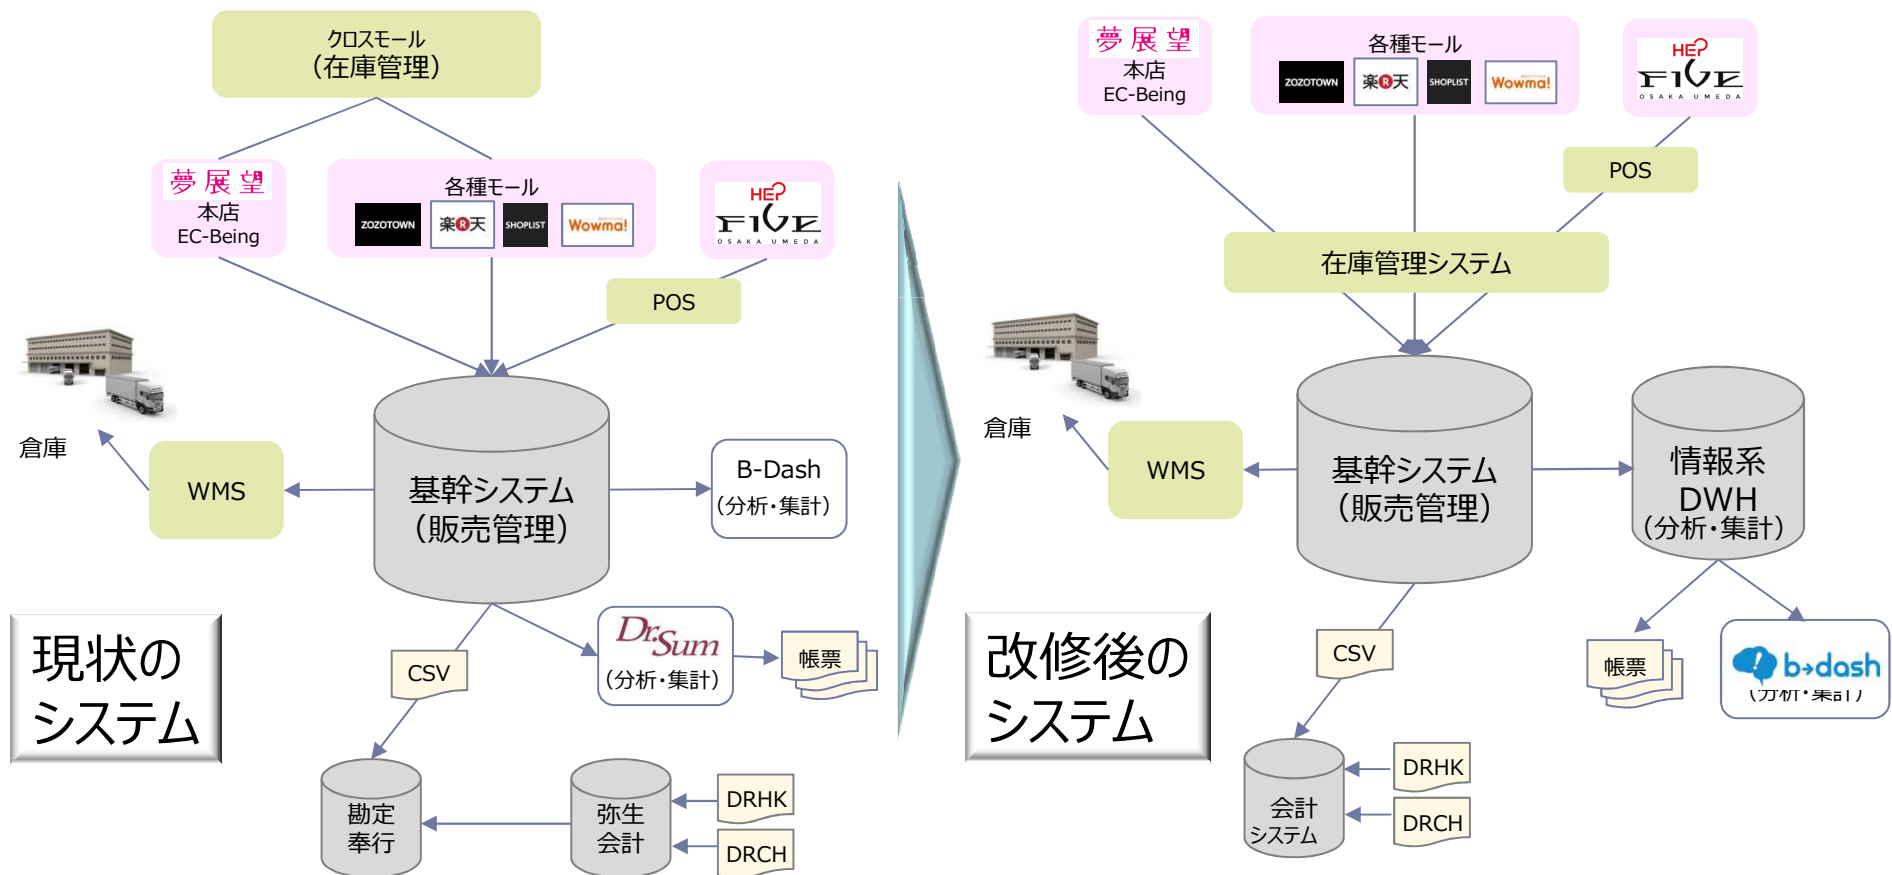 クロスモール
（在庫管理）
夢展望
本店
EC-Being
各種モール
ZOZOTOWN
楽R天
SHOPLIST
Wowma!
HEP
FIVE
OSAKA UMEDA
POS
倉庫
WMS
基幹システム
（販売管理）
B-Dash
（分析・集計）
CSV
Dr.Sum
（分析・集計）
帳票
現状の
システム
勘定
奉行
弥生
会計
DRHK
DRCH
夢展望
本店
EC-Being
各種モール
ZOZOTOWN
楽R天
SHOPLIST
Wowma!
HEP
FIVE
OSAKA UMEDA
POS
在庫管理システム
倉庫
WMS
基幹システム
（販売管理）
情報系
DWH
（分析・集計）
CSV
帳票
b→dash
（分析・集計）
改修後の
システム
会計
システム
DRHK
DRCH